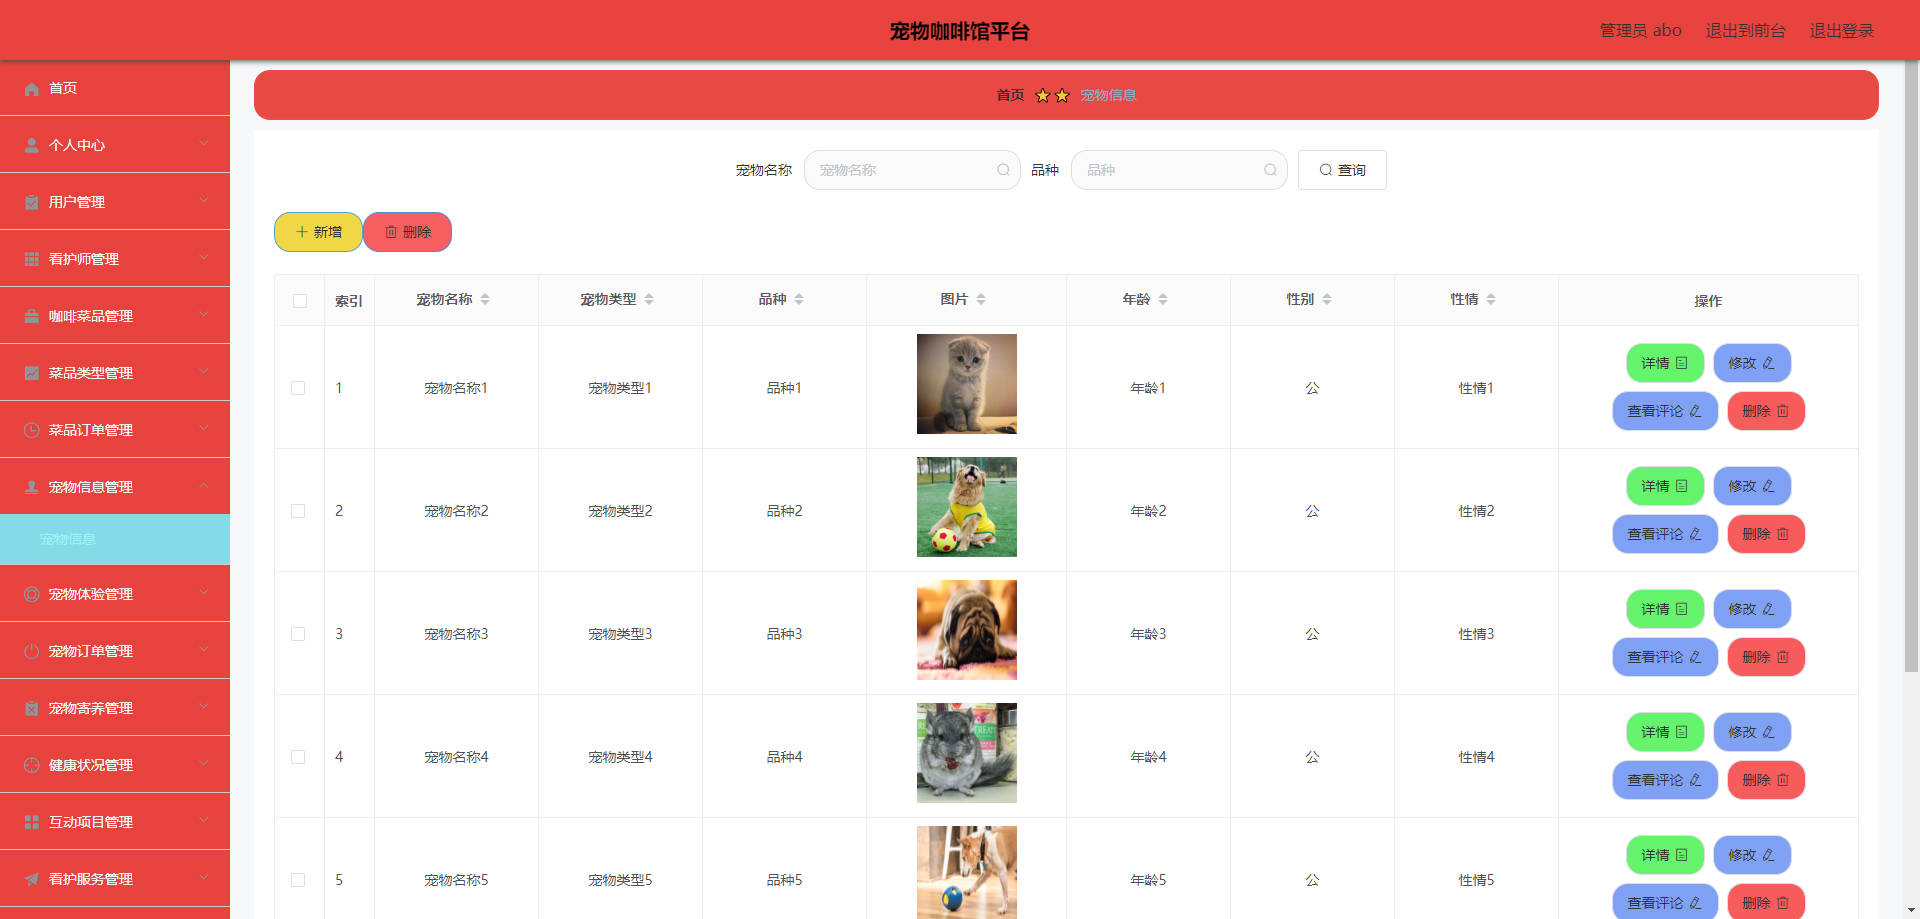 宠物咖啡馆平台
管理员 abo 退出到前台 退出登录
首页
个人中心
用户管理
看护师管理
咖啡菜品管理
菜品类型管理
菜品订单管理
宠物信息管理
宠物信息
宠物体验管理
宠物订单管理
宠物寄养管理
健康状况管理
互动项目管理
看护服务管理
首页 宠物信息
宠物名称 宠物名称 品种 品种 查询
新增 删除
索引 宠物名称 宠物类型 品种 图片 年龄 性别 性情 操作
1 宠物名称1 宠物类型1 品种1 年龄1 公 性情1 详情 修改
查看评论 删除
2 宠物名称2 宠物类型2 品种2 年龄2 公 性情2 详情 修改
查看评论 删除
3 宠物名称3 宠物类型3 品种3 年龄3 公 性情3 详情 修改
查看评论 删除
4 宠物名称4 宠物类型4 品种4 年龄4 公 性情4 详情 修改
查看评论 删除
5 宠物名称5 宠物类型5 品种5 年龄5 公 性情5 详情 修改
查看评论 删除